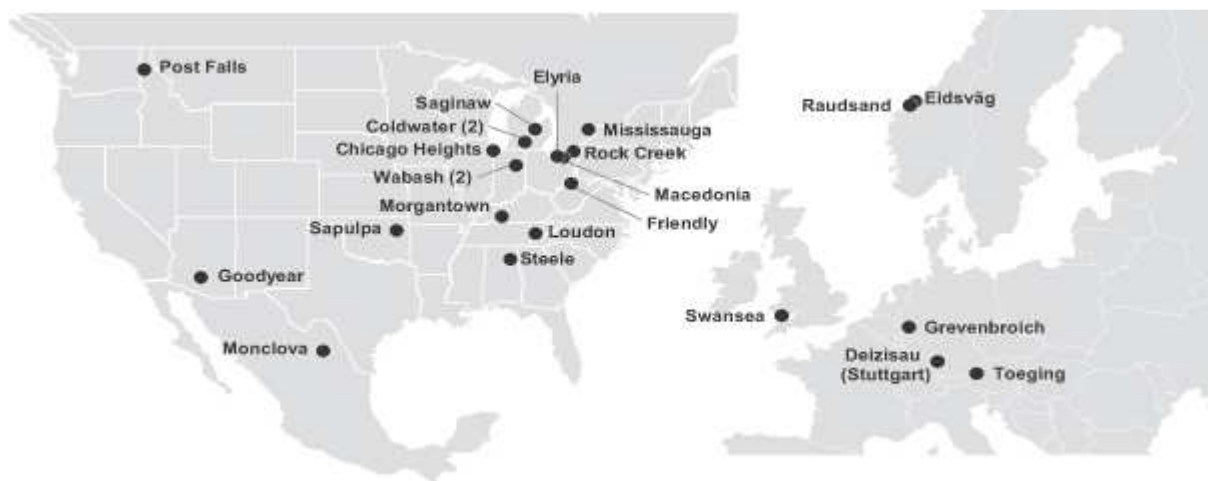 Post Falls
Elyria
Saginaw
Coldwater (2)
Chicago Heights
Wabash (2)
Morgantown
Sapulpa
Goodyear
Monclova
Mississauga
Rock Creek
Macedonia
Friendly
Loudon
Steele
Raudsand
Eidsväg
Swansea
Grevenbroich
Deizisau
(Stuttgart)
Toeging